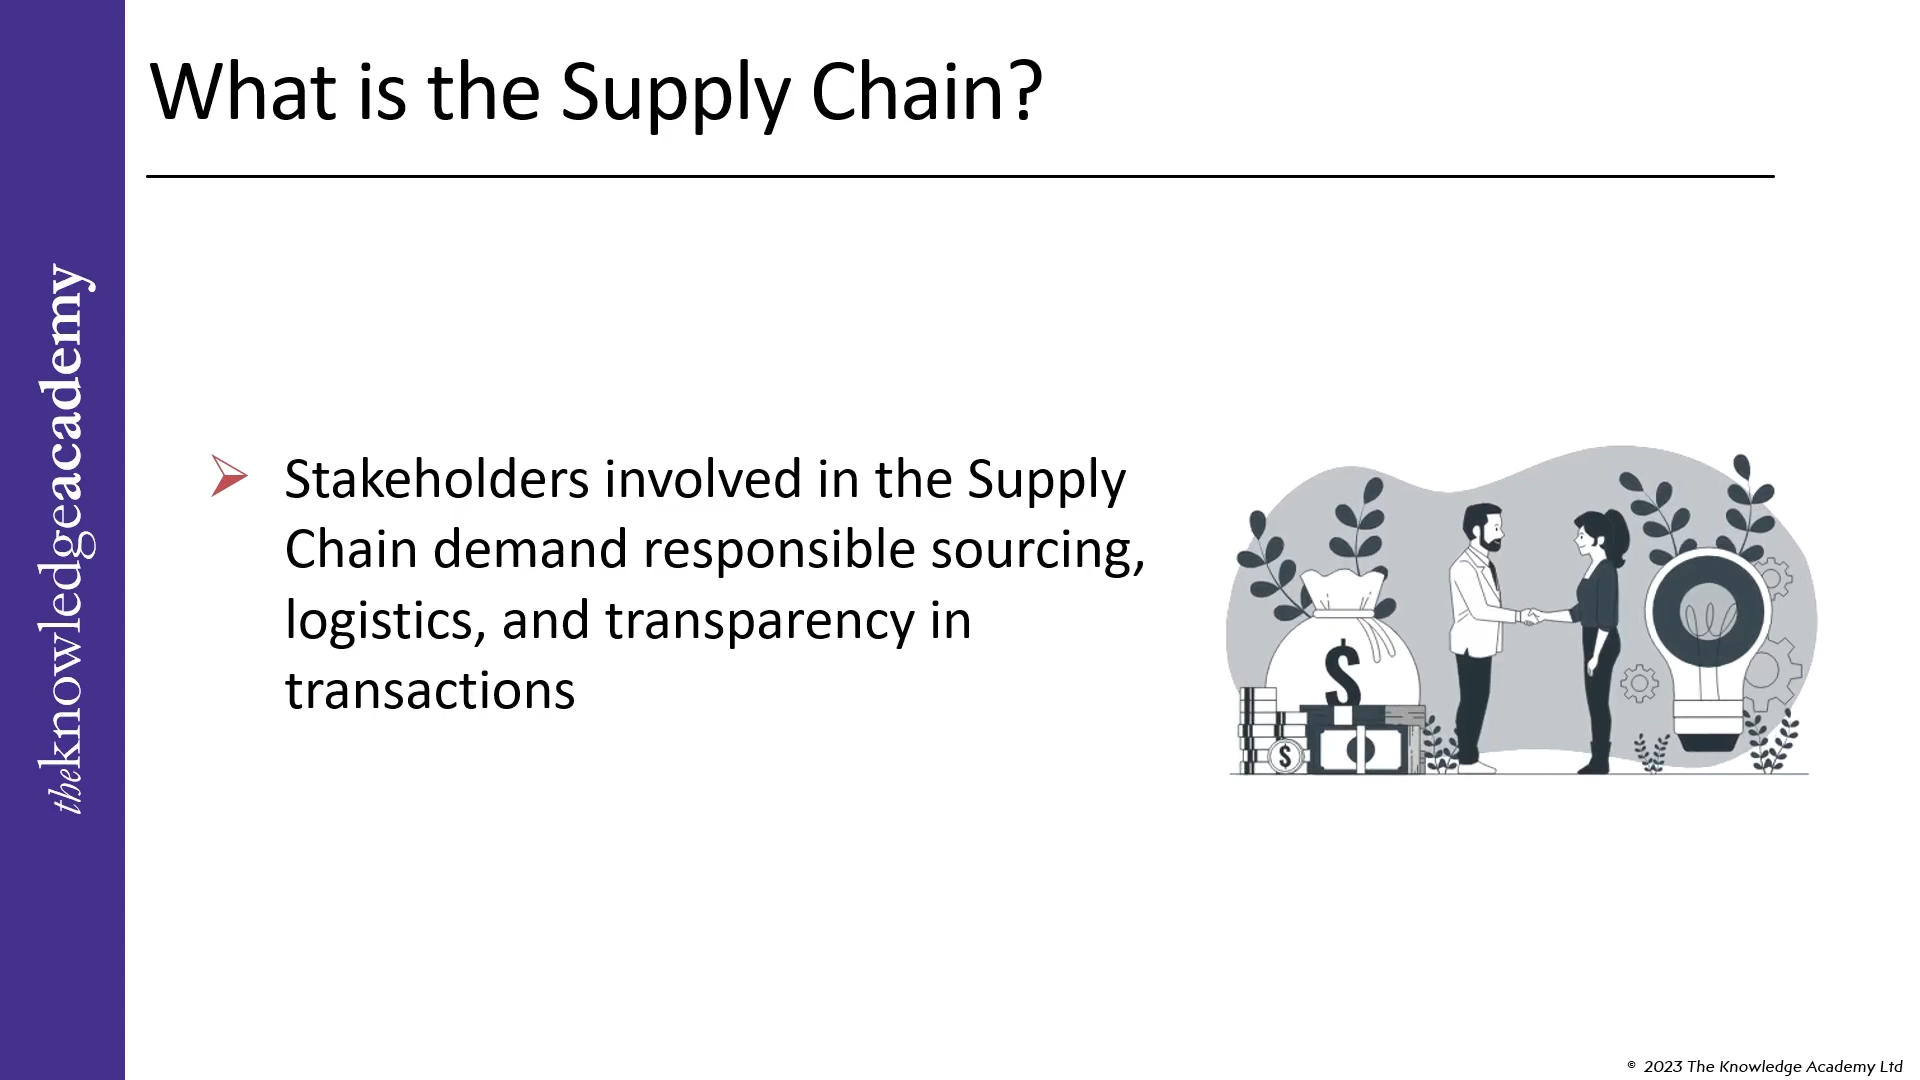 What is the Supply Chain?
theknowledgeacademy
➢ Stakeholders involved in the Supply
Chain demand responsible sourcing,
logistics, and transparency in
transactions
$
$
© 2023 The Knowledge Academy Ltd